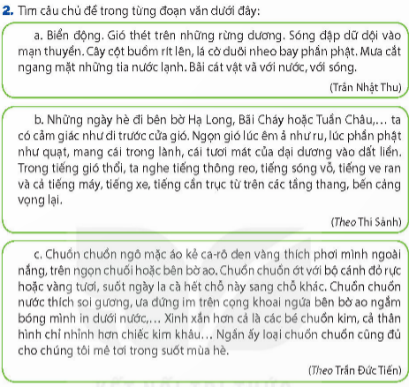 2. Tìm câu chủ đề trong từng đoạn văn dưới đây:
a. Biển động. Gió thét trên những rừng dương. Sóng đập dữ dội vào
mạn thuyền. Cây cột buồm rít lên, lá cờ đuôi nheo bay phần phật. Mưa cắt
ngang mặt những tia nước lạnh. Bãi cát vật vã với nước, với sóng.
(Trần Nhật Thu)
b. Những ngày hè đi bên bờ Hạ Long, Bãi Cháy hoặc Tuần Châu,... ta
có cảm giác như đi trước cửa gió. Ngọn gió lúc êm ả như ru, lúc phần phật
như quạt, mang cái trong lành, cái tươi mát của đại dương vào đất liền.
Trong tiếng gió thổi, ta nghe tiếng thông reo, tiếng sóng vỗ, tiếng ve ran
và cả tiếng máy, tiếng xe, tiếng cần trục từ trên các tầng thang, bến cảng
vọng lại.
(Theo Thi Sảnh)
c. Chuồn chuồn ngô mặc áo kẻ ca-rô đen vàng thích phơi mình ngoài
nắng, trên ngọn chuối hoặc bên bờ ao. Chuồn chuồn ớt với bộ cánh đỏ rực
hoặc vàng tươi, suốt ngày la cà hết chỗ này sang chỗ khác. Chuồn chuồn
nước thích soi gương, ưa đứng im trên cọng khoai ngứa bên bờ ao ngắm
bóng mình in dưới nước,... Xinh xắn hơn cả là các bé chuồn kim, cả thân
hình chỉ nhỉnh hơn chiếc kim khâu... Ngần ấy loại chuồn chuồn cũng đủ
cho chúng tôi mê tơi trong suốt mùa hè.
(Theo Trần Đức Tiến)